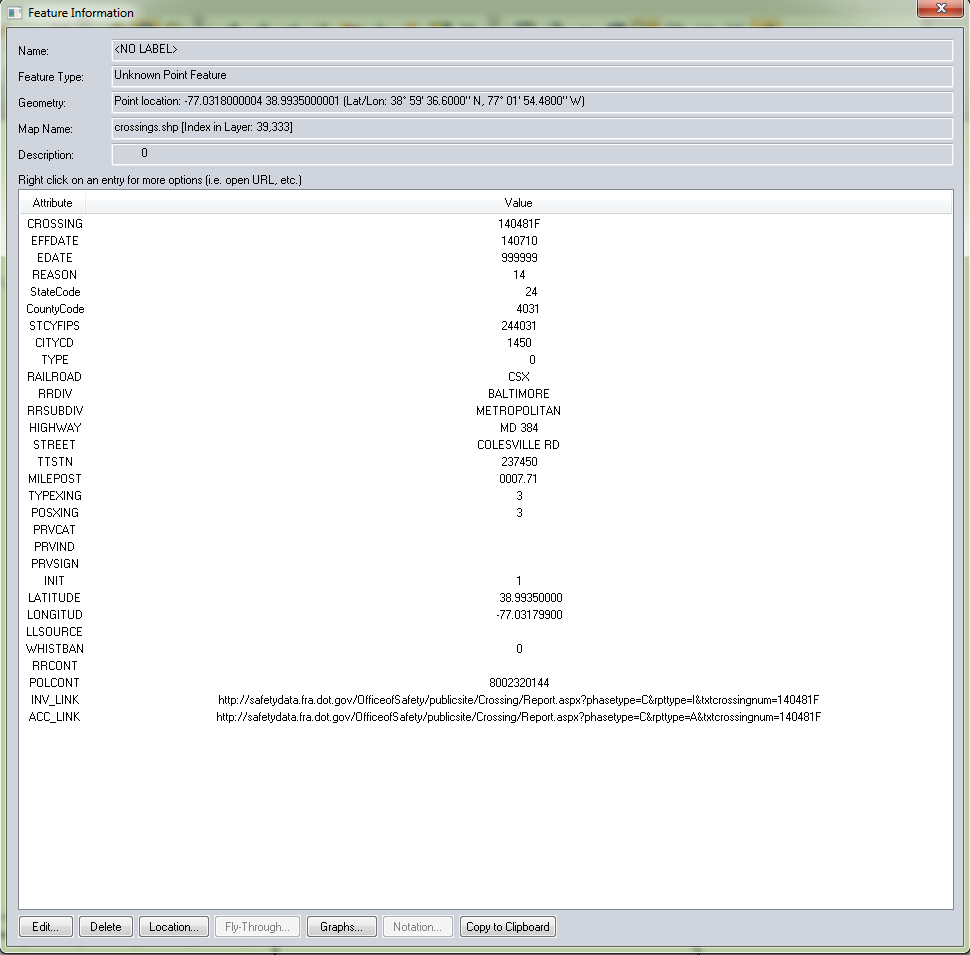 Feature Information
Name: <NO LABEL>
Feature Type: Unknown Point Feature
Geometry: Point location: -77.0318000004 38.9935000001 (Lat/Lon: 38° 59' 36.6000" N, 77° 01' 54.4800" W)
Map Name: crossings.shp [Index in Layer: 39,333]
Description: 0
Right click on an entry for more options (i.e. open URL, etc.)
Attribute Value
CROSSING 140481F
EFFDATE 140710
EDATE 999999
REASON 14
StateCode 24
CountyCode 4031
STCYFIPS 244031
CITYCD 1450
TYPE 0
RAILROAD CSX
RRDIV BALTIMORE
RRSUBDIV METROPOLITAN
HIGHWAY MD 384
STREET COLESVILLE RD
TTSTN 237450
MILEPOST 0007.71
TYPEXING 3
POSXING 3
PRVCAT
PRVIND
PRVSIGN
INIT 1
LATITUDE 38.99350000
LONGITUD -77.03179900
LLSOURCE
WHISTBAN 0
RRCONT
POLCONT 8002320144
INV_LINK http://safetydata.fra.dot.gov/OfficeofSafety/publicsite/Crossing/Report.aspx?phasetype=C&rpttype=I&txtcrossingnum=140481F
ACC_LINK http://safetydata.fra.dot.gov/OfficeofSafety/publicsite/Crossing/Report.aspx?phasetype=C&rpttype=A&txtcrossingnum=140481F
Edit... Delete Location... Fly-Through... Graphs... Notation... Copy to Clipboard